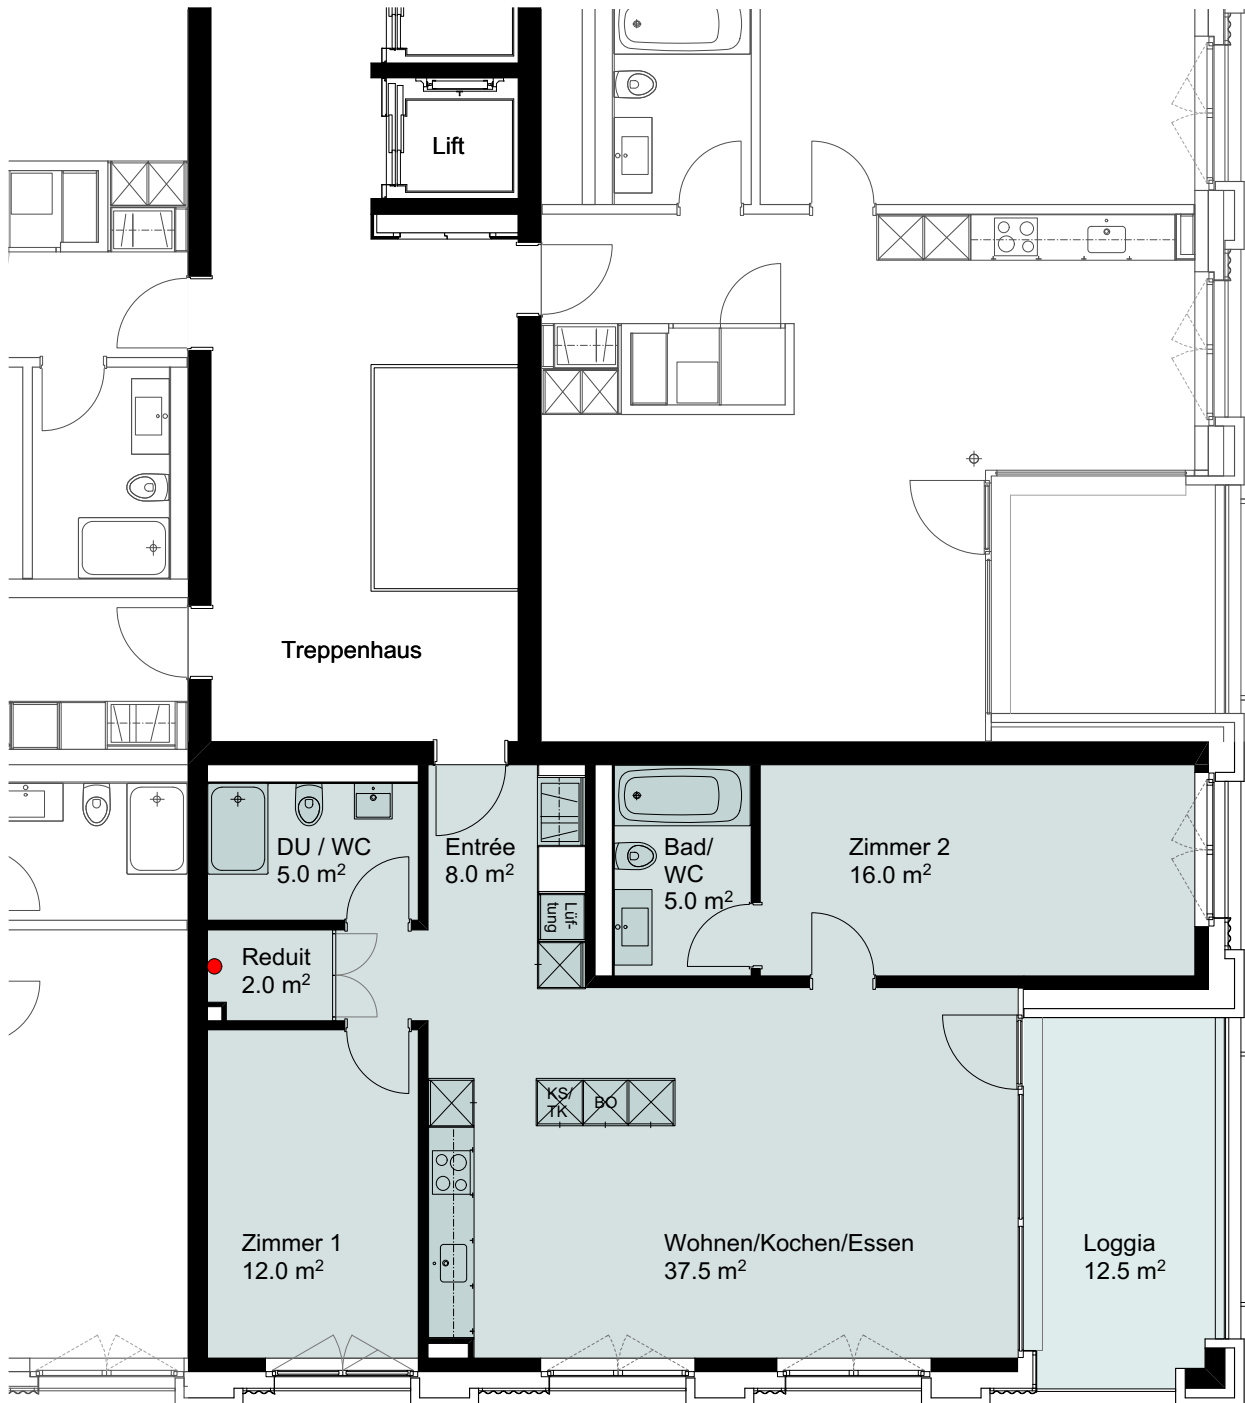 Lift
Treppenhaus
DU / WC
5.0 m²
Entrée
8.0 m²
Lüf-
tung
Bad/
WC
5.0 m²
Zimmer 2
16.0 m²
Reduit
2.0 m²
KS/
TK
BO
Zimmer 1
12.0 m²
Wohnen/Kochen/Essen
37.5 m²
Loggia
12.5 m²